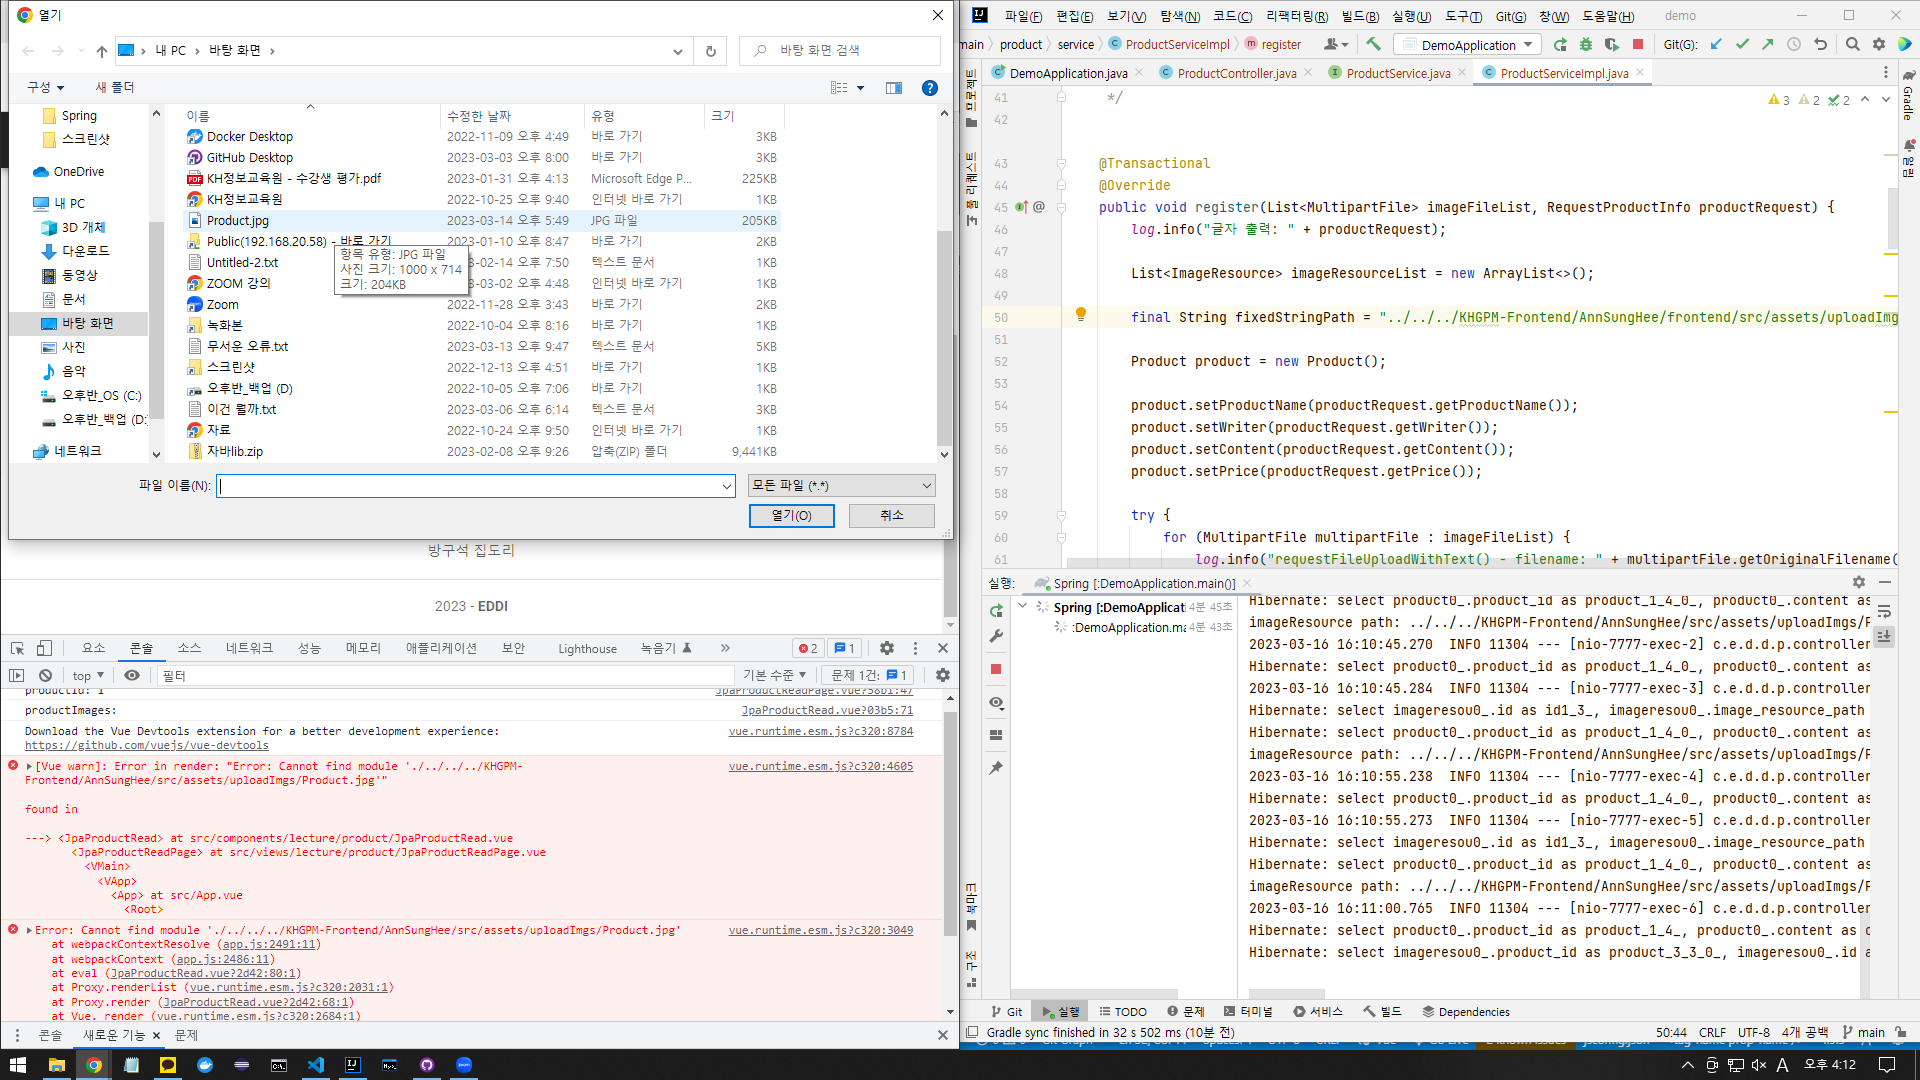 열기
내 PC > 바탕 화면 >
바탕 화면 검색
구성
새 폴더
Spring
스크린샷
OneDrive
내 PC
3D 개체
다운로드
동영상
문서
바탕 화면
사진
음악
오후반_OS (C:)
오후반_백업 (D:
네트워크
이름 수정한 날짜 유형 크기
Docker Desktop 2022-11-09 오후 4:49 바로 가기 3KB
GitHub Desktop 2023-03-03 오후 8:00 바로 가기 3KB
KH정보교육원 - 수강생 평가.pdf 2023-01-31 오후 4:13 Microsoft Edge P... 225KB
KH정보교육원 2022-10-25 오전 9:40 인터넷 바로 가기 1KB
Product.jpg 2023-03-14 오후 5:49 JPG 파일 205KB
Public(192.168.20.58) - 바로 가기 2023-01-10 오후 8:47 바로 가기 2KB
Untitled-2.txt 3-02-14 오후 7:50 텍스트 문서 1KB
ZOOM 강의 3-03-02 오후 4:48 인터넷 바로 가기 1KB
Zoom 2022-11-28 오후 3:43 바로 가기 2KB
녹화본 2022-10-04 오후 8:16 바로 가기 1KB
무서운 오류.txt 2023-03-13 오후 9:47 텍스트 문서 5KB
스크린샷 2022-12-13 오후 4:51 바로 가기 1KB
오후반_백업 (D) 2022-10-05 오후 7:06 바로 가기 1KB
이건 뭘까.txt 2023-03-06 오후 6:14 텍스트 문서 3KB
자료 2022-10-24 오후 9:50 인터넷 바로 가기 1KB
자바lib.zip 2023-02-08 오후 9:26 압축(ZIP) 폴더 9,441KB
항목 유형: JPG 파일
사진 크기: 1000 x 714
크기: 204KB
파일 이름(N):
모든 파일 (*.*)
열기(O)
취소
방구석 집도리
2023 - EDDI
요소 콘솔 소스 네트워크 성능 메모리 애플리케이션 보안 Lighthouse 녹음기 » 2 1
top 필터 기본 수준 문제 1건: 1
productId: 1 JpaProductReadPage.vue?58b1:47
productImages: JpaProductRead.vue?03b5:71
Download the Vue Devtools extension for a better development experience: vue.runtime.esm.js?c320:8784
https://github.com/vuejs/vue-devtools
[Vue warn]: Error in render: "Error: Cannot find module './../../../KHGPM- vue.runtime.esm.js?c320:4605
Frontend/AnnSungHee/src/assets/uploadImgs/Product.jpg'"
found in
---> <JpaProductRead> at src/components/lecture/product/JpaProductRead.vue
<JpaProductReadPage> at src/views/lecture/product/JpaProductReadPage.vue
<VMain>
<VApp>
<App> at src/App.vue
<Root>
Error: Cannot find module './../../../KHGPM-Frontend/AnnSungHee/src/assets/uploadImgs/Product.jpg' vue.runtime.esm.js?c320:3049
at webpackContextResolve (app.js:2491:11)
at webpackContext (app.js:2486:11)
at eval (JpaProductRead.vue?2d42:80:1)
at Proxy.renderList (vue.runtime.esm.js?c320:2031:1)
at Proxy.render (JpaProductRead.vue?2d42:68:1)
at Vue._render (vue.runtime.esm.js?c320:2684:1)
콘솔 새로운 기능 문제
파일(F) 편집(E) 보기(V) 탐색(N) 코드(C) 리팩터링(R) 빌드(B) 실행(U) 도구(T) Git(G) 창(W) 도움말(H) demo
main product service ProductServiceImpl register DemoApplication Git(G):
DemoApplication.java ProductController.java ProductService.java ProductServiceImpl.java
프로젝트
풀 리퀘스트
북마크
구조
Gradle
알림
3 2 2
41 */
42
43 @Transactional
44 @Override
45 public void register(List<MultipartFile> imageFileList, RequestProductInfo productRequest) {
46 log.info("글자 출력: " + productRequest);
47
48 List<ImageResource> imageResourceList = new ArrayList<>();
49
50 final String fixedStringPath = "../../../KHGPM-Frontend/AnnSungHee/frontend/src/assets/uploadImg
51
52 Product product = new Product();
53
54 product.setProductName(productRequest.getProductName());
55 product.setWriter(productRequest.getWriter());
56 product.setContent(productRequest.getContent());
57 product.setPrice(productRequest.getPrice());
58
59 try {
60 for (MultipartFile multipartFile : imageFileList) {
61 log.info("requestFileUploadWithText() - filename: " + multipartFile.getOriginalFilename(
실행: Spring [:DemoApplication.main()]
Spring [:DemoApplicati 4분 45초
:DemoApplication.ma 4분 43초
Hibernate: select product0_.product_id as product_1_4_0_, product0_.content as
imageResource path: ../../../KHGPM-Frontend/AnnSungHee/src/assets/uploadImgs/P
2023-03-16 16:10:45.270 INFO 11304 --- [nio-7777-exec-2] c.e.d.d.p.controller
Hibernate: select product0_.product_id as product_1_4_0_, product0_.content as
2023-03-16 16:10:45.284 INFO 11304 --- [nio-7777-exec-3] c.e.d.d.p.controller
Hibernate: select imageresou0_.id as id1_3_, imageresou0_.image_resource_path
Hibernate: select product0_.product_id as product_1_4_0_, product0_.content as
imageResource path: ../../../KHGPM-Frontend/AnnSungHee/src/assets/uploadImgs/P
2023-03-16 16:10:55.238 INFO 11304 --- [nio-7777-exec-4] c.e.d.d.p.controller
Hibernate: select product0_.product_id as product_1_4_0_, product0_.content as
2023-03-16 16:10:55.273 INFO 11304 --- [nio-7777-exec-5] c.e.d.d.p.controller
Hibernate: select imageresou0_.id as id1_3_, imageresou0_.image_resource_path
Hibernate: select product0_.product_id as product_1_4_0_, product0_.content as
imageResource path: ../../../KHGPM-Frontend/AnnSungHee/src/assets/uploadImgs/P
2023-03-16 16:11:00.765 INFO 11304 --- [nio-7777-exec-6] c.e.d.d.p.controller
Hibernate: select product0_.product_id as product_1_4_, product0_.content as c
Hibernate: select imageresou0_.product_id as product_3_3_0_, imageresou0_.id a
Git 실행 TODO 문제 터미널 서비스 빌드 Dependencies
Gradle sync finished in 32 s 502 ms (10분 전) 50:44 CRLF UTF-8 4개 공백 main
A 오후 4:12